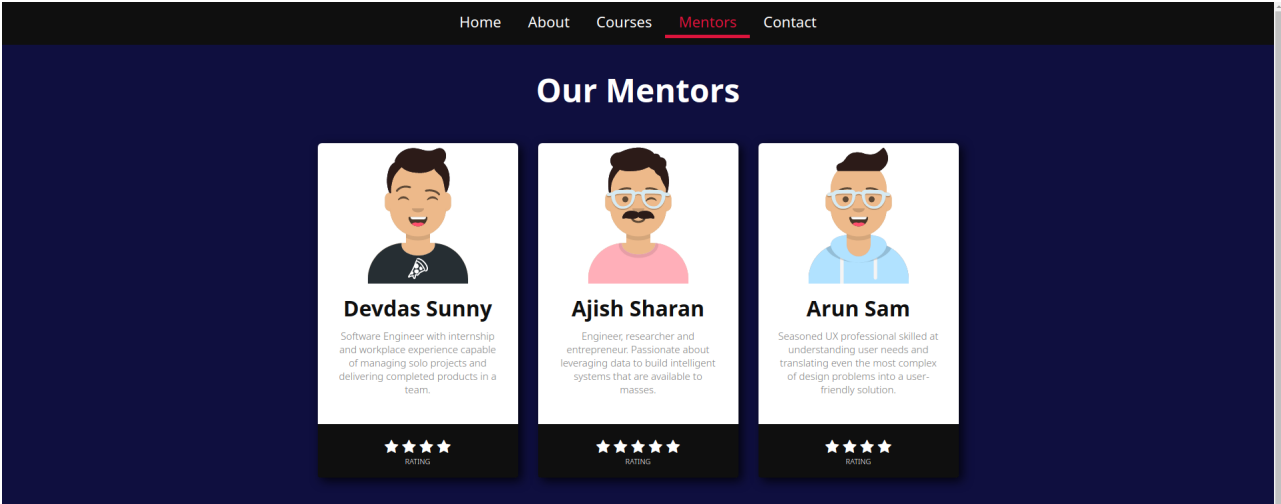 Home About Courses Mentors Contact
Our Mentors
Devdas Sunny
Software Engineer with internship
and workplace experience capable
of managing solo projects and
delivering completed products in a
team.
RATING
Ajish Sharan
Engineer, researcher and
entrepreneur. Passionate about
leveraging data to build intelligent
systems that are available to
masses.
RATING
Arun Sam
Seasoned UX professional skilled at
understanding user needs and
translating even the most complex
of design problems into a user-
friendly solution.
RATING